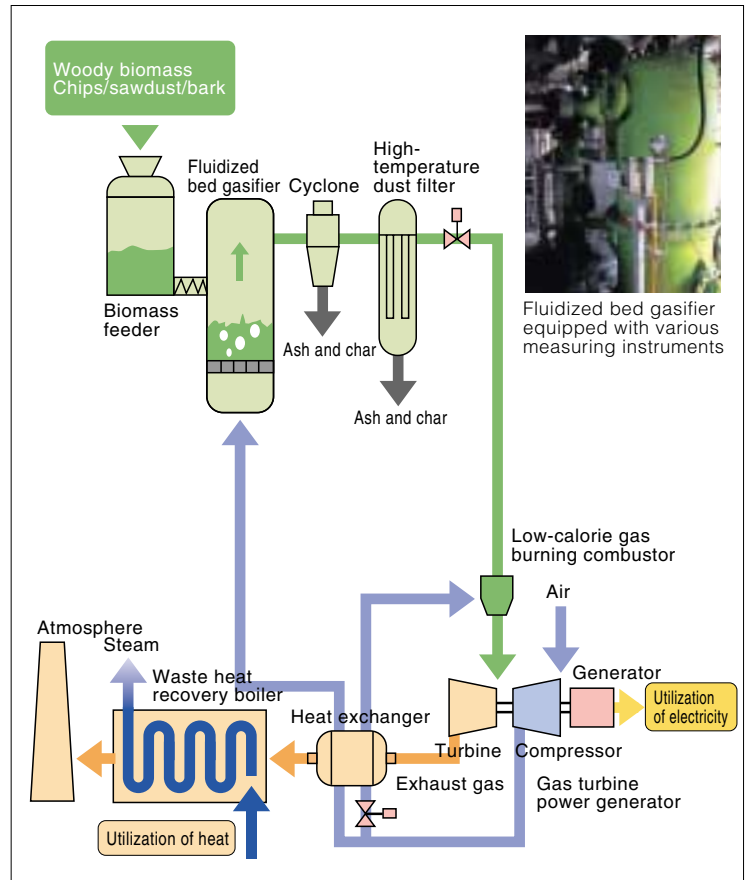 Woody biomass
Chips/sawdust/bark
Fluidized
bed gasifier
Cyclone
High-
temperature
dust filter
Biomass
feeder
Ash and char
Ash and char
Fluidized bed gasifier
equipped with various
measuring instruments
Low-calorie gas
burning combustor
Air
Atmosphere
Steam
Waste heat
recovery boiler
Heat exchanger
Generator
Utilization
of electricity
Turbine
Compressor
Exhaust gas
Gas turbine
power generator
Utilization of heat